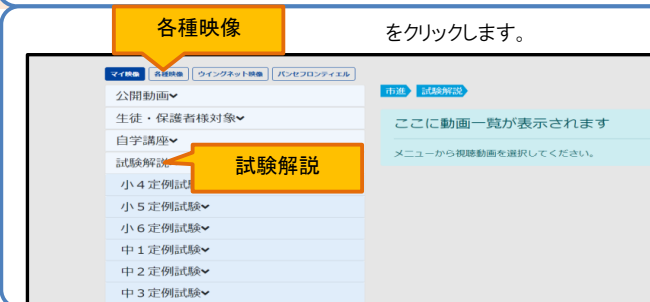 各種映像
をクリックします。
マイ映像 各種映像 ウイングネット映像 パンセフロンティエル
市進 試験解説
公開動画
生徒・保護者様対象
自学講座
試験解説
試験解説
小4定例試験
小5定例試験
小6定例試験
中1定例試験
中2定例試験
中3定例試験
ここに動画一覧が表示されます
メニューから視聴動画を選択してください。